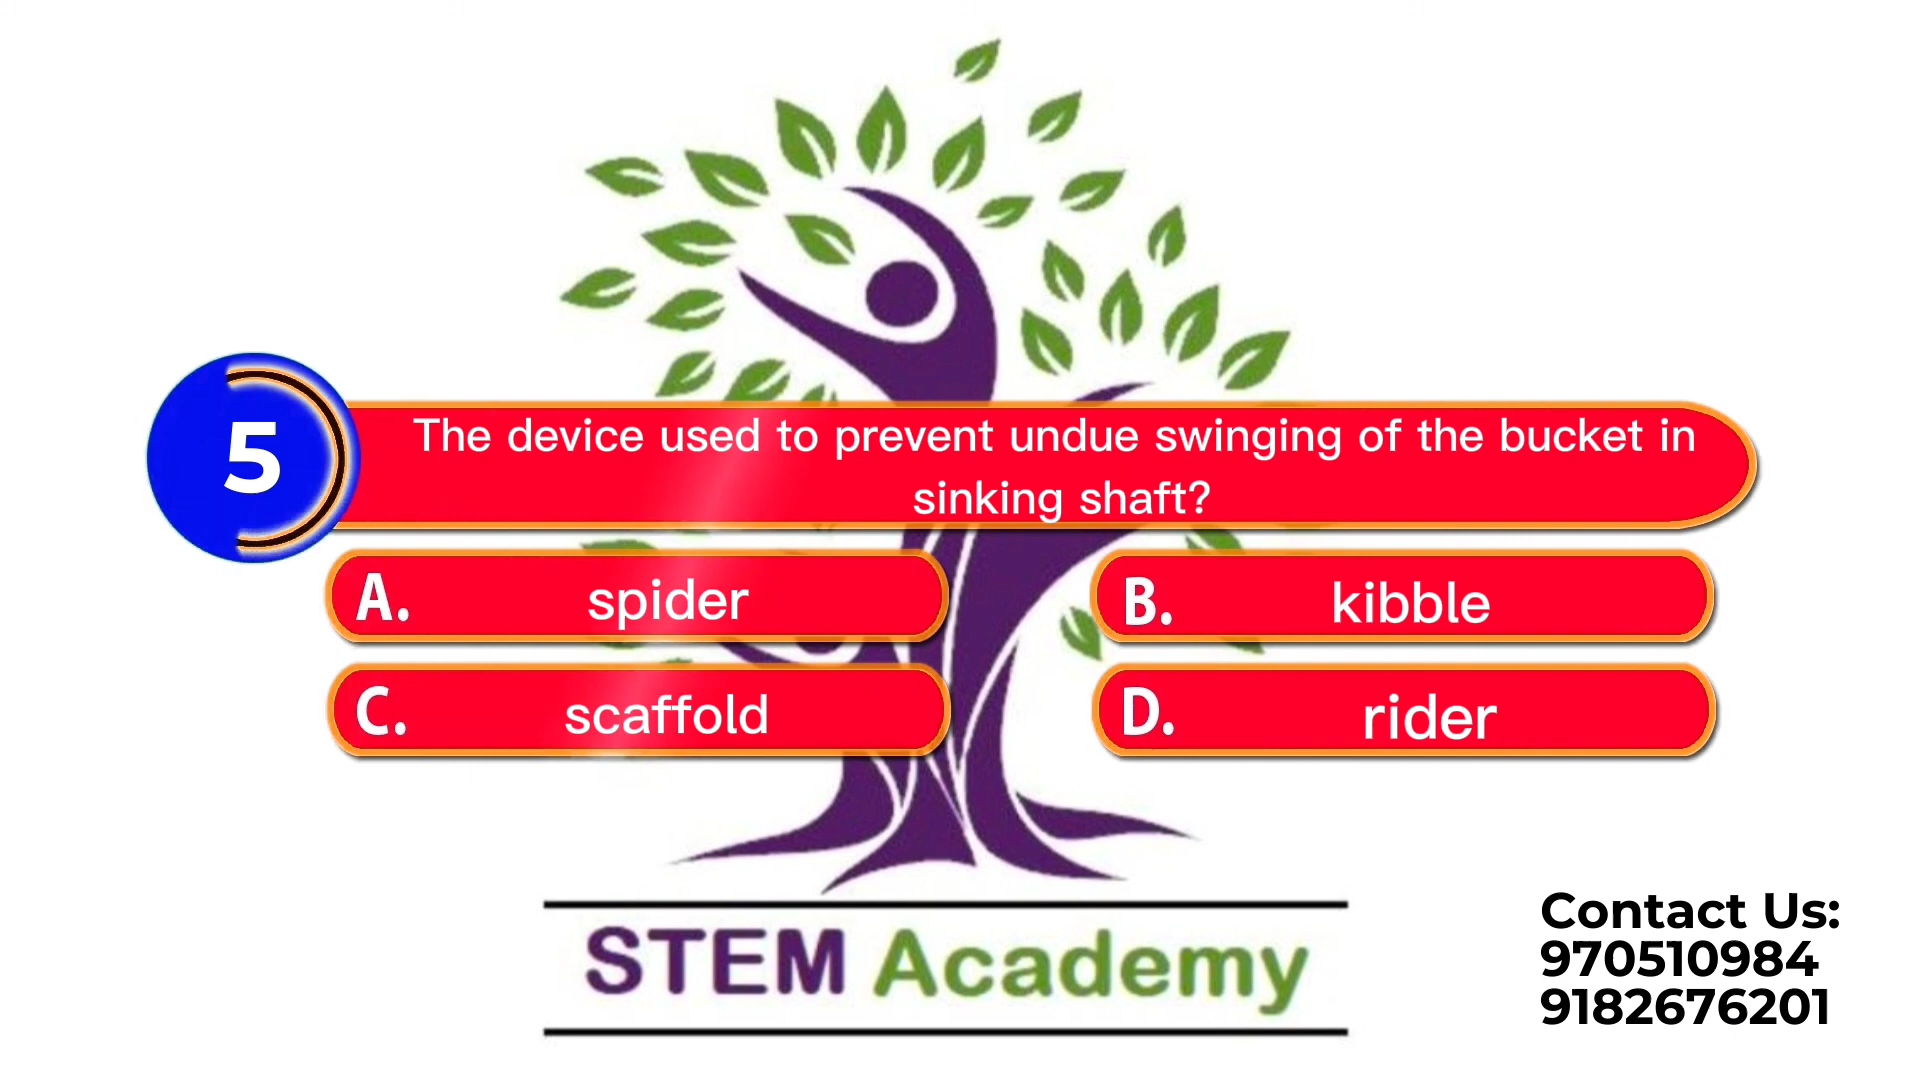 5
The device used to prevent undue swinging of the bucket in
sinking shaft?
A. spider
B. kibble
C. scaffold
D. rider
STEM Academy
Contact Us:
970510984
9182676201